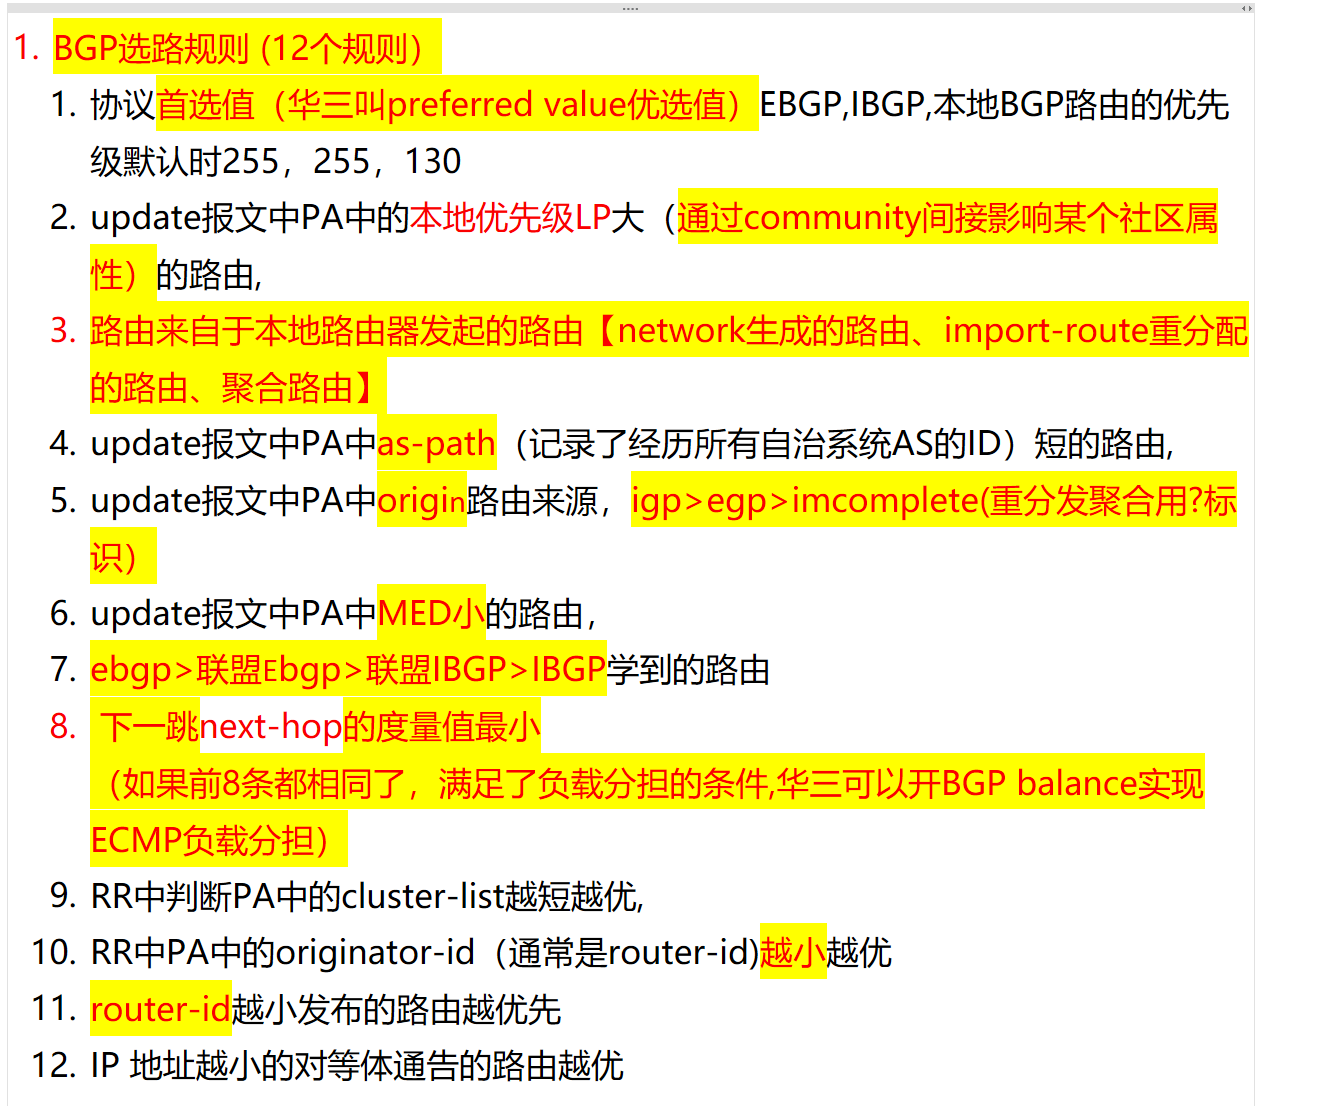 1. BGP选路规则 (12个规则）
1. 协议首选值（华三叫preferred value优选值）EBGP,IBGP,本地BGP路由的优先
级默认时255，255，130
2. update报文中PA中的本地优先级LP大（通过community间接影响某个社区属
性）的路由,
3. 路由来自于本地路由器发起的路由【network生成的路由、import-route重分配
的路由、聚合路由】
4. update报文中PA中as-path（记录了经历所有自治系统AS的ID）短的路由,
5. update报文中PA中origin路由来源，igp>egp>imcomplete(重分发聚合用?标
识）
6. update报文中PA中MED小的路由，
7. ebgp>联盟Ebgp>联盟IBGP>IBGP学到的路由
8. 下一跳next-hop的度量值最小
（如果前8条都相同了，满足了负载分担的条件,华三可以开BGP balance实现
ECMP负载分担）
9. RR中判断PA中的cluster-list越短越优,
10. RR中PA中的originator-id（通常是router-id)越小越优
11. router-id越小发布的路由越优先
12. IP 地址越小的对等体通告的路由越优